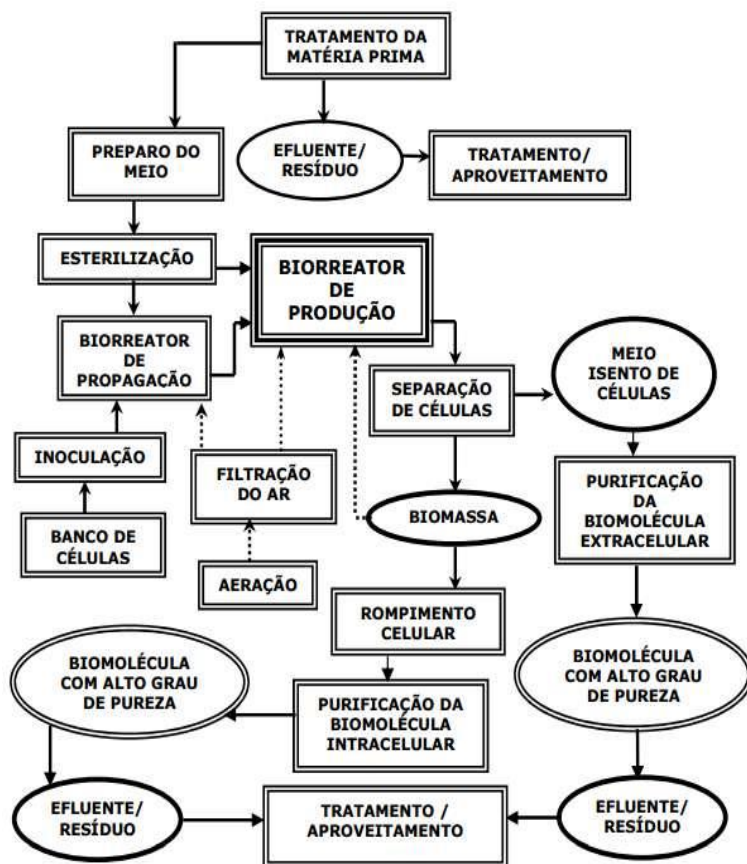 TRATAMENTO DA
MATÉRIA PRIMA
PREPARO DO
MEIO
EFLUENTE/
RESÍDUO
TRATAMENTO/
APROVEITAMENTO
ESTERILIZAÇÃO
BIORREATOR
DE
PRODUÇÃO
BIORREATOR
DE
PROPAGAÇÃO
SEPARAÇÃO
DE CÉLULAS
MEIO
ISENTO DE
CÉLULAS
INOCULAÇÃO
FILTRAÇÃO
DO AR
BANCO DE
CÉLULAS
AERAÇÃO
BIOMASSA
PURIFICAÇÃO
DA
BIOMOLÉCULA
EXTRACELULAR
ROMPIMENTO
CELULAR
BIOMOLÉCULA
COM ALTO GRAU
DE PUREZA
PURIFICAÇÃO DA
BIOMOLÉCULA
INTRACELULAR
BIOMOLÉCULA
COM ALTO GRAU
DE PUREZA
EFLUENTE/
RESÍDUO
TRATAMENTO /
APROVEITAMENTO
EFLUENTE/
RESÍDUO